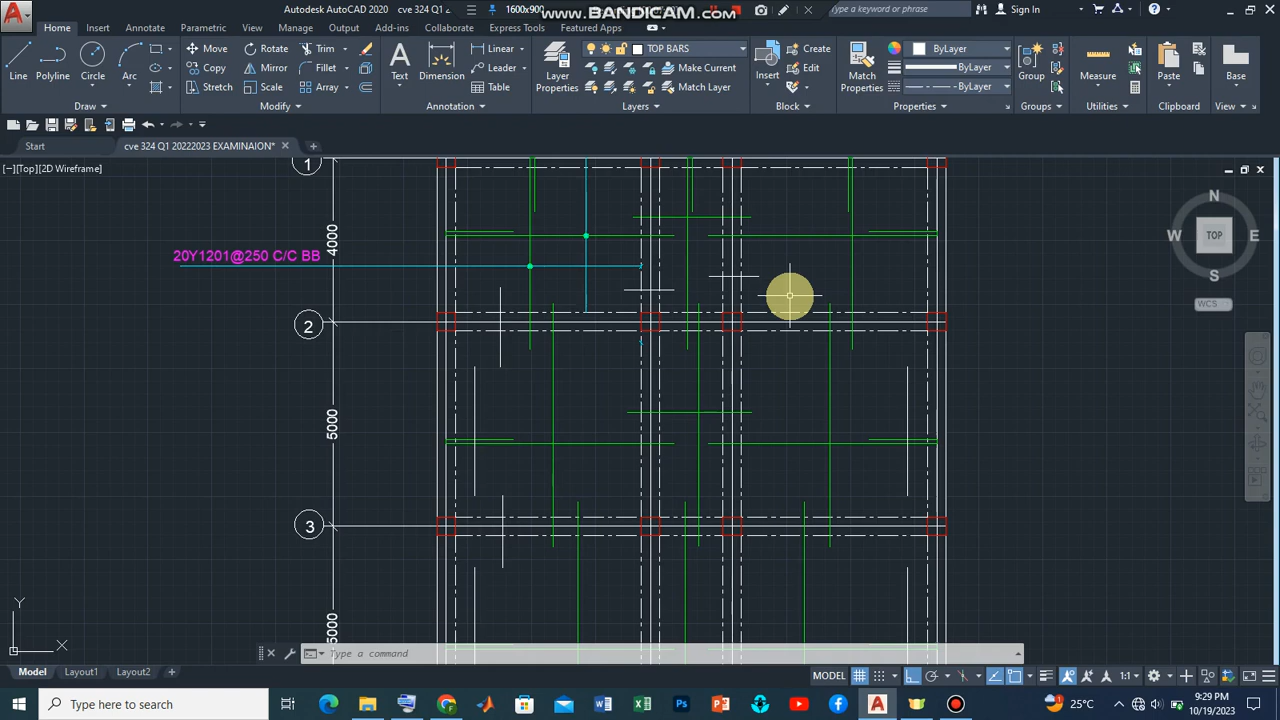 Autodesk AutoCAD 2020 cve 324 Q1 2
1600x900
www.BANDICAM.com
Type a keyword or phrase
Sign In
Home Insert Annotate Parametric View Manage Output Add-ins Collaborate Express Tools Featured Apps
Line Polyline Circle Arc
Move Rotate Trim
Copy Mirror Fillet
Stretch Scale Array
Text Dimension
Linear
Leader
Table
Layer Properties
TOP BARS
Make Current
Match Layer
Insert
Create
Edit
Match Properties
ByLayer
ByLayer
ByLayer
Group
Measure
Paste
Base
Draw Modify Annotation Layers Block Properties Groups Utilities Clipboard View
Start cve 324 Q1 20222023 EXAMINAION*
[−][Top][2D Wireframe]
1
N
W TOP E
S
WCS
4000
20Y1201@250 C/C BB
2
5000
3
5000
Y
X
Type a command
Model Layout1 Layout2
MODEL
1:1
Type here to search
25°C
9:29 PM
10/19/2023